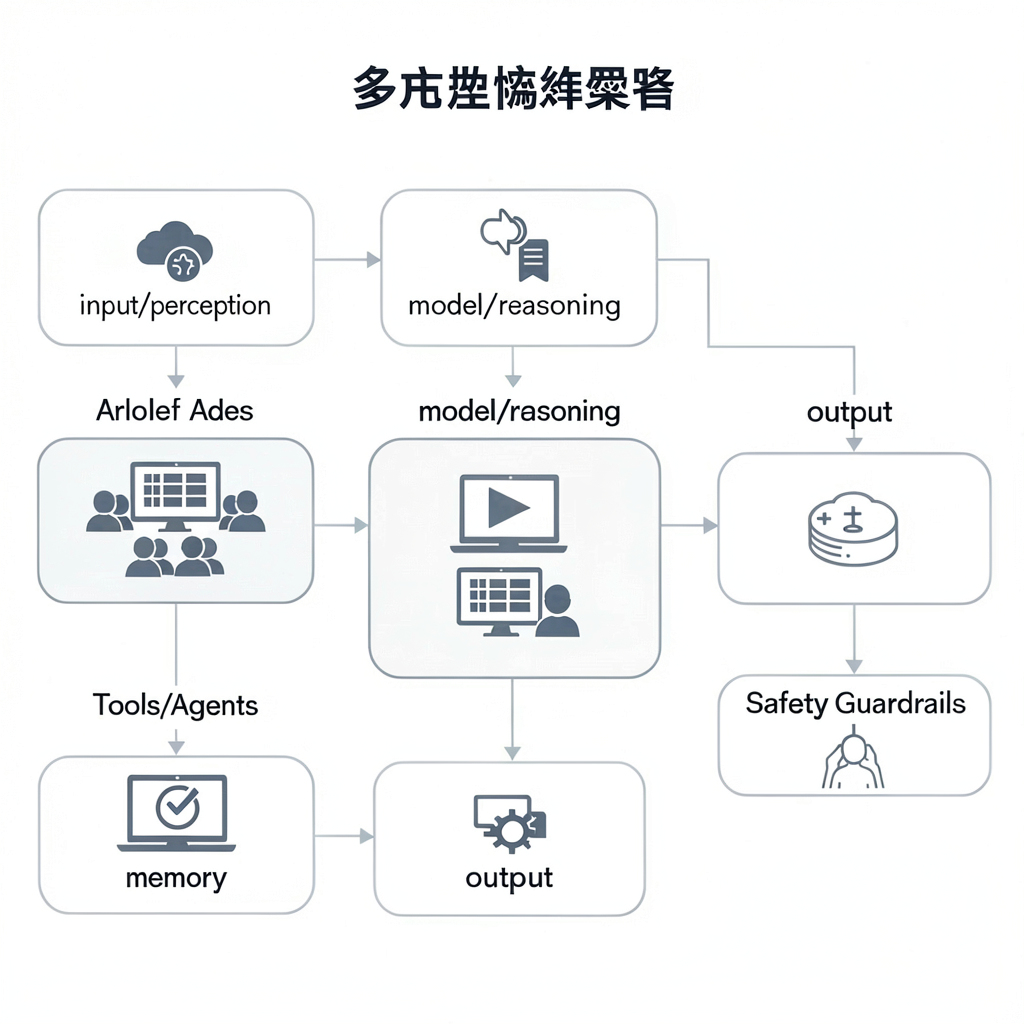 input/perception
model/reasoning
Arlolef Ades
model/rasoning
output
Tools/Agents
Safety Guardrails
memory
output